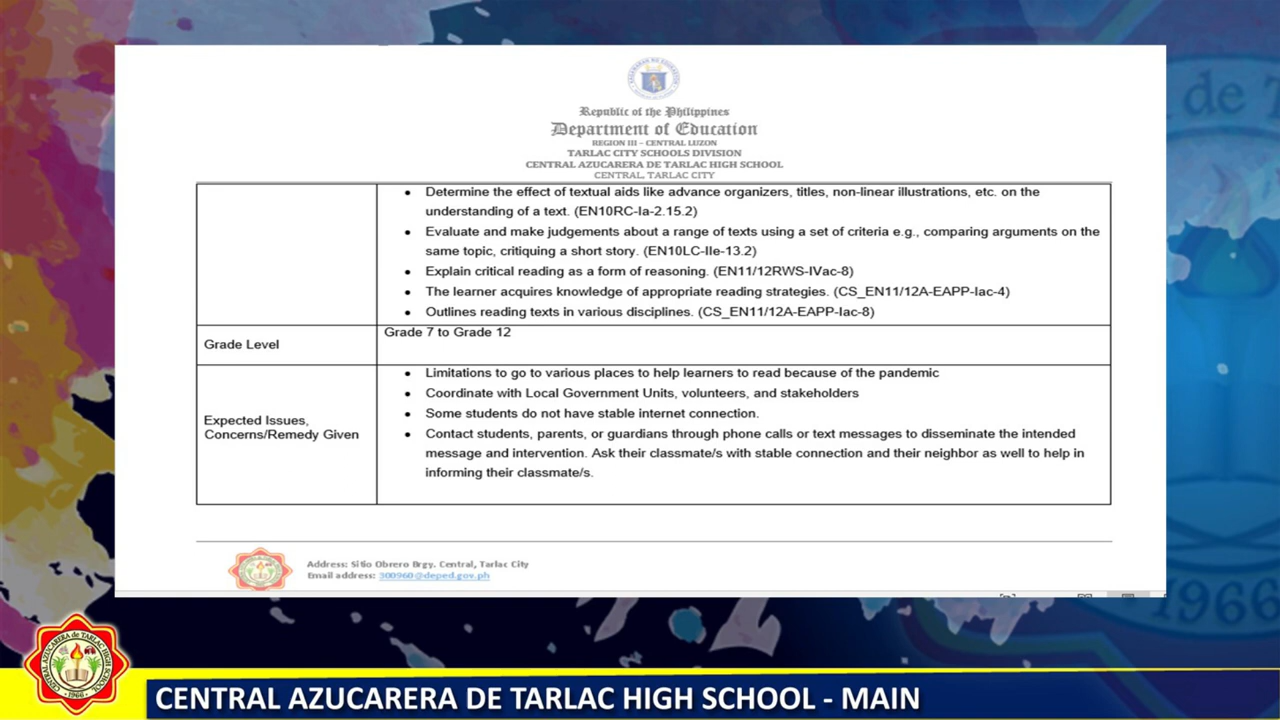 Republic of the Philippines
Department of Education
REGION III – CENTRAL LUZON
TARLAC CITY SCHOOLS DIVISION
CENTRAL AZUCARERA DE TARLAC HIGH SCHOOL
CENTRAL, TARLAC CITY
• Determine the effect of textual aids like advance organizers, titles, non-linear illustrations, etc. on the
understanding of a text. (EN10RC-Ia-2.15.2)
• Evaluate and make judgements about a range of texts using a set of criteria e.g., comparing arguments on the
same topic, critiquing a short story. (EN10LC-IIe-13.2)
• Explain critical reading as a form of reasoning. (EN11/12RWS-IVac-8)
• The learner acquires knowledge of appropriate reading strategies. (CS_EN11/12A-EAPP-Iac-4)
• Outlines reading texts in various disciplines. (CS_EN11/12A-EAPP-Iac-8)
Grade Level
Grade 7 to Grade 12
Expected Issues,
Concerns/Remedy Given
• Limitations to go to various places to help learners to read because of the pandemic
• Coordinate with Local Government Units, volunteers, and stakeholders
• Some students do not have stable internet connection.
• Contact students, parents, or guardians through phone calls or text messages to disseminate the intended
message and intervention. Ask their classmate/s with stable connection and their neighbor as well to help in
informing their classmate/s.
Address: Sitio Obrero Brgy. Central, Tarlac City
Email address: 300960@deped.gov.ph
de T
1966
CENTRAL AZUCARERA de TARLAC HIGH SCHOOL
1966
CENTRAL AZUCARERA DE TARLAC HIGH SCHOOL - MAIN